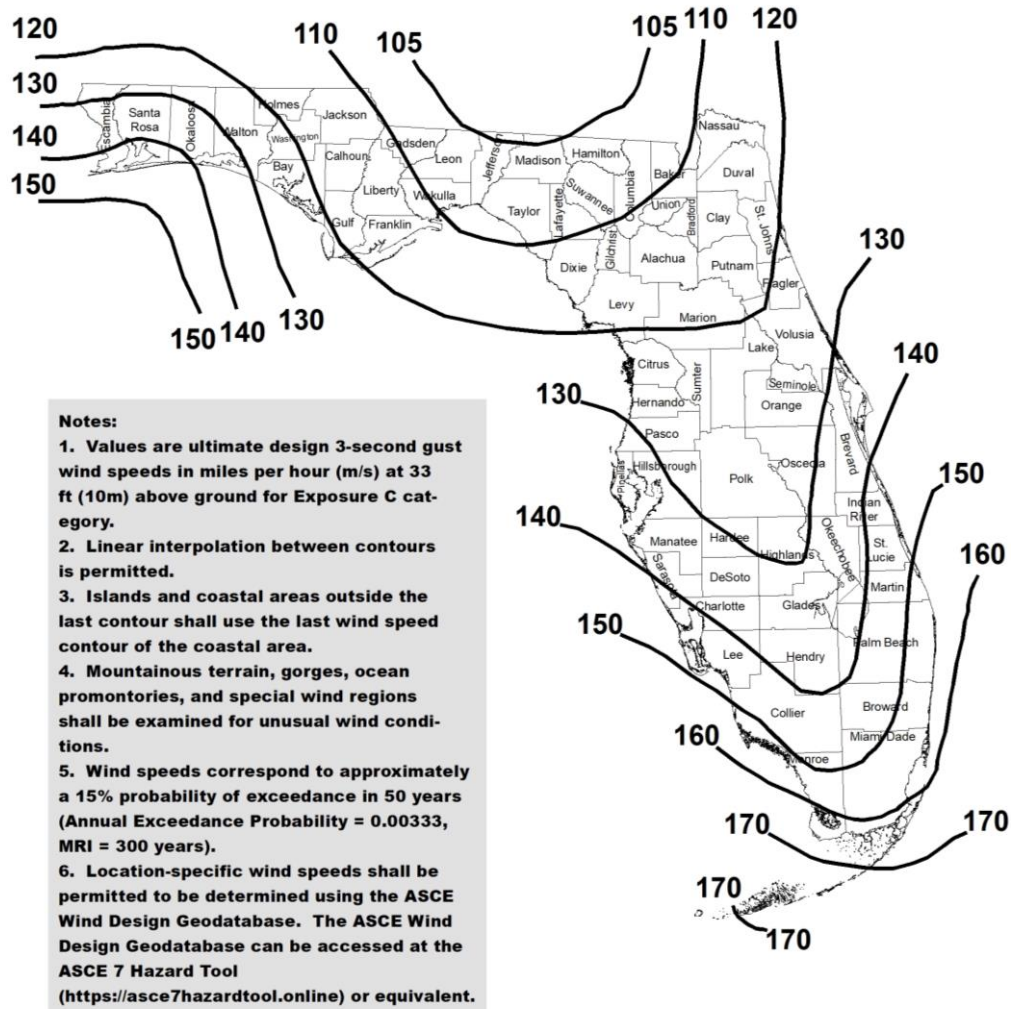 120
110
105
105
110
120
130
140
150
Escambia
Santa
Rosa
Okaloosa
Walton
Holmes
Washington
Bay
Jackson
Calhoun
Gulf
Liberty
Franklin
Gadsden
Leon
Wakulla
Jefferson
Madison
Taylor
Hamilton
Suwannee
Lafayette
Columbia
Baker
Union
Bradford
Nassau
Duval
Clay
St. Johns
Dixie
Gilchrist
Alachua
Putnam
Flagler
Levy
Marion
150
140
130
130
Volusia
Lake
Citrus
Sumter
Seminole
140
130
Hernando
Orange
Pasco
Brevard
Hillsborough
Pinellas
Polk
Osceola
150
Indian
River
140
Manatee
Hardee
Highlands
Okeechobee
St.
Lucie
160
Sarasota
DeSoto
Martin
Charlotte
Glades
150
Lee
Hendry
Palm Beach
Collier
Broward
160
Miami Dade
Monroe
170
170
170
170
Notes:
1. Values are ultimate design 3-second gust
wind speeds in miles per hour (m/s) at 33
ft (10m) above ground for Exposure C cat-
egory.
2. Linear interpolation between contours
is permitted.
3. Islands and coastal areas outside the
last contour shall use the last wind speed
contour of the coastal area.
4. Mountainous terrain, gorges, ocean
promontories, and special wind regions
shall be examined for unusual wind condi-
tions.
5. Wind speeds correspond to approximately
a 15% probability of exceedance in 50 years
(Annual Exceedance Probability = 0.00333,
MRI = 300 years).
6. Location-specific wind speeds shall be
permitted to be determined using the ASCE
Wind Design Geodatabase. The ASCE Wind
Design Geodatabase can be accessed at the
ASCE 7 Hazard Tool
(https://asce7hazardtool.online) or equivalent.